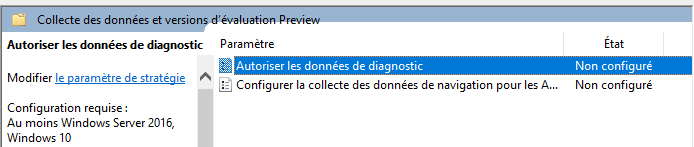 Collecte des données et versions d'évaluation Preview
Autoriser les données de diagnostic
Modifier le paramètre de stratégie
Configuration requise :
Au moins Windows Server 2016,
Windows 10
Paramètre État
Autoriser les données de diagnostic Non configuré
Configurer la collecte des données de navigation pour les A... Non configuré